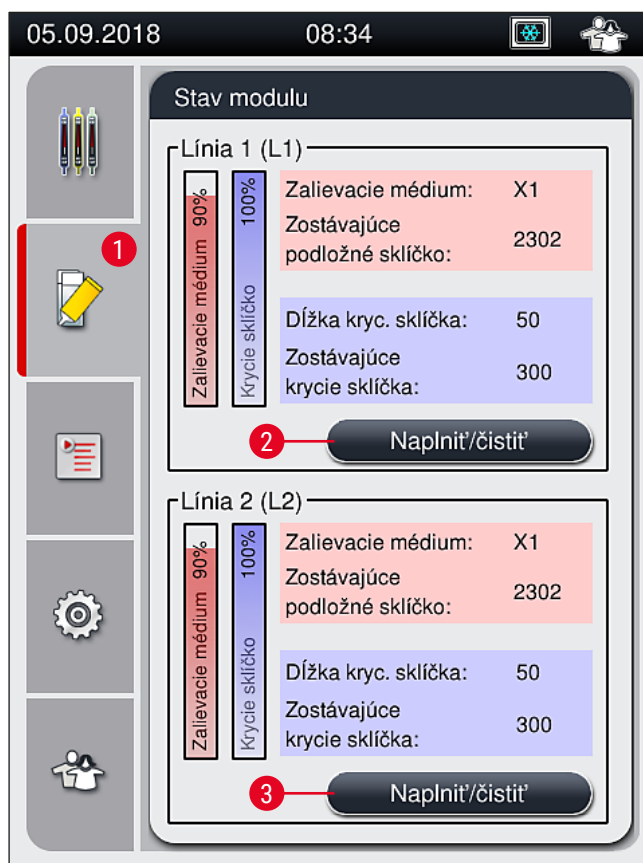 05.09.2018 08:34
Stav modulu
1
Línia 1 (L1)
Zalievacie médium 90%
Krycie sklíčko 100%
Zalievacie médium: X1
Zostávajúce
podložné sklíčko: 2302
Dĺžka kryc. sklíčka: 50
Zostávajúce
krycie sklíčka: 300
2 Naplniť/čistiť
Línia 2 (L2)
Zalievacie médium 90%
Krycie sklíčko 100%
Zalievacie médium: X1
Zostávajúce
podložné sklíčko: 2302
Dĺžka kryc. sklíčka: 50
Zostávajúce
krycie sklíčka: 300
3 Naplniť/čistiť